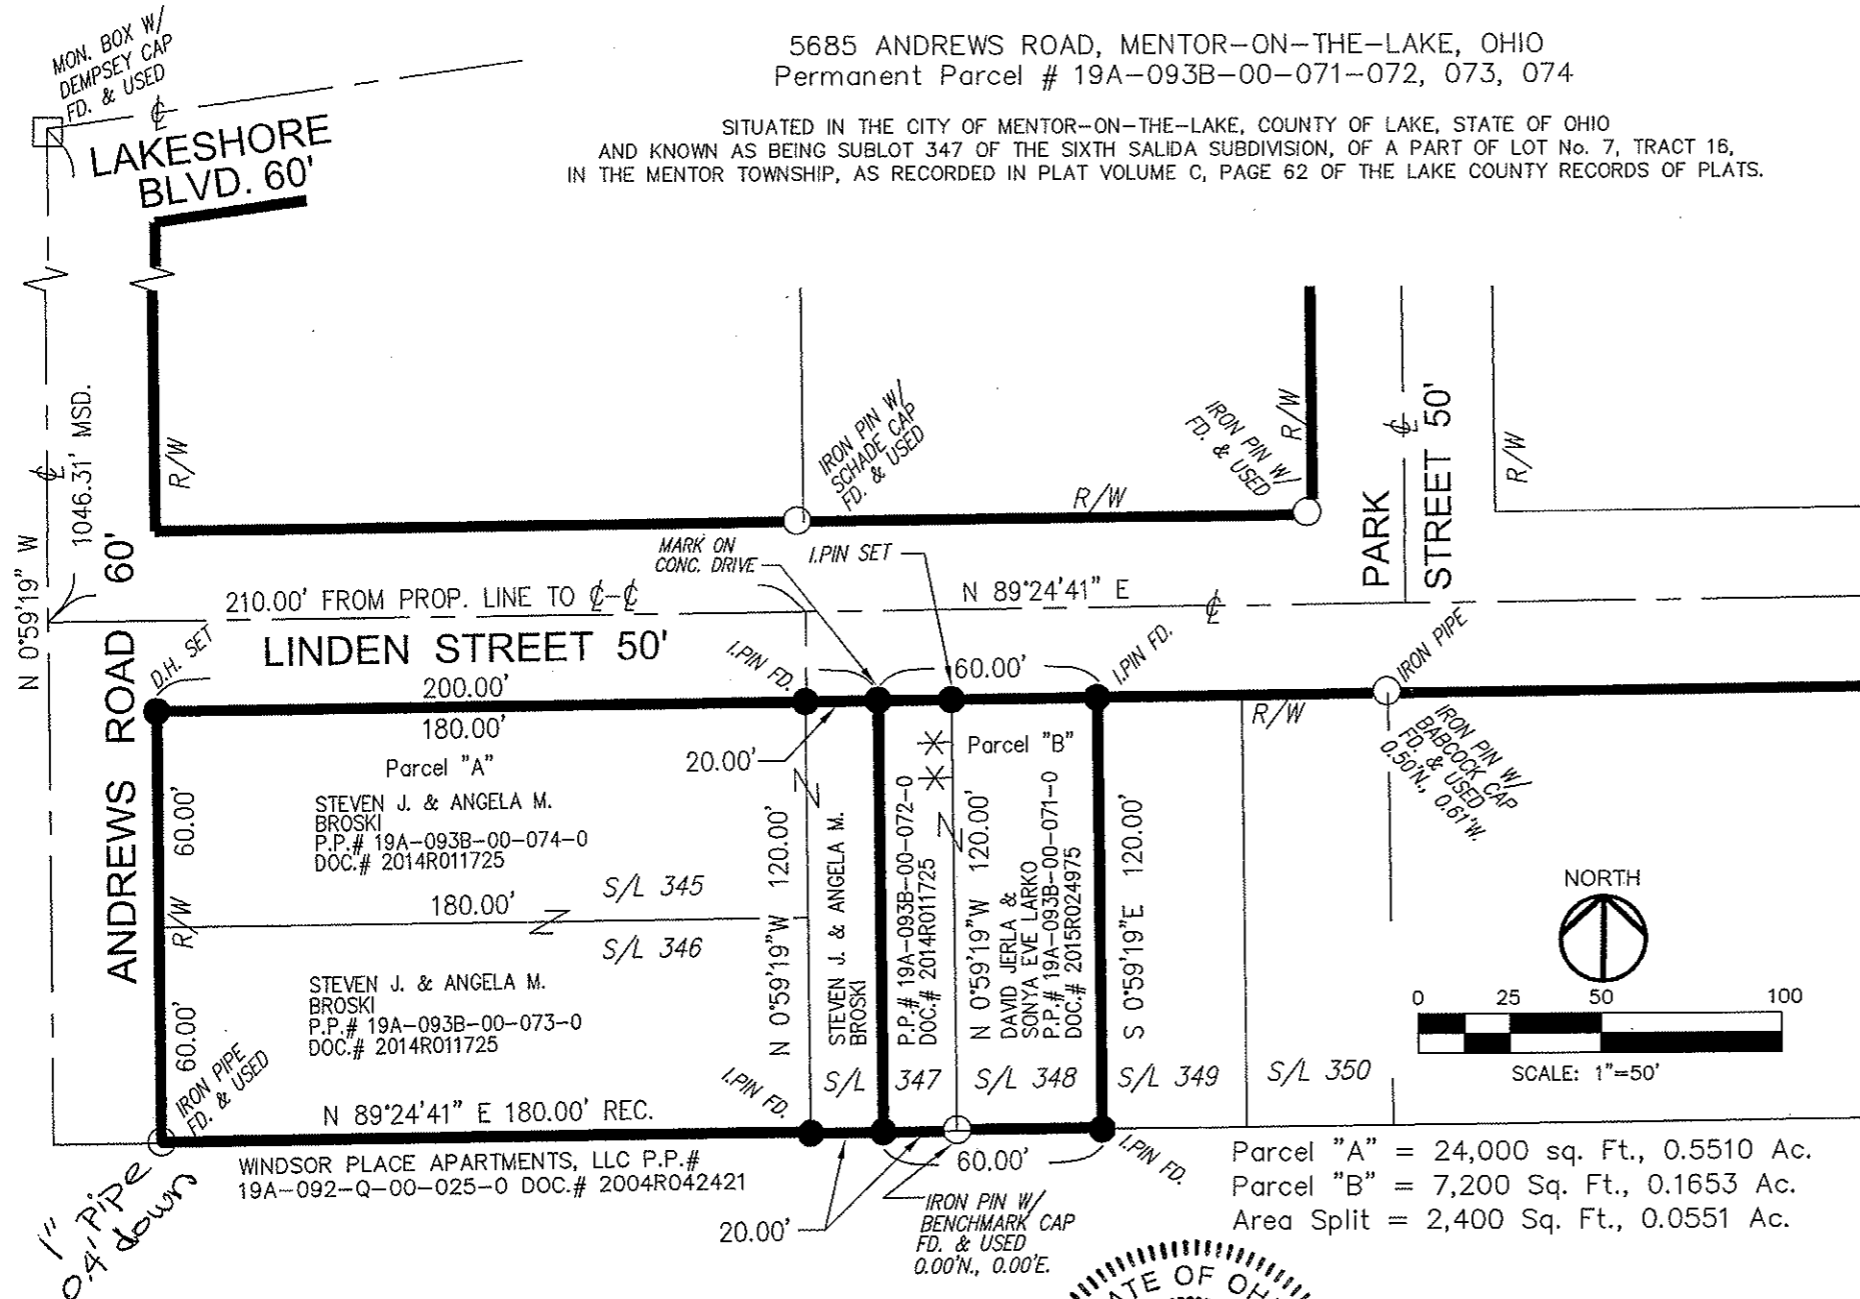 5685 ANDREWS ROAD, MENTOR-ON-THE-LAKE, OHIO
Permanent Parcel # 19A-093B-00-071-072, 073, 074
SITUATED IN THE CITY OF MENTOR-ON-THE-LAKE, COUNTY OF LAKE, STATE OF OHIO
AND KNOWN AS BEING SUBLOT 347 OF THE SIXTH SALIDA SUBDIVISION, OF A PART OF LOT No. 7, TRACT 16,
IN THE MENTOR TOWNSHIP, AS RECORDED IN PLAT VOLUME C, PAGE 62 OF THE LAKE COUNTY RECORDS OF PLATS.
MON. BOX W/
DEMPSEY CAP
FD. & USED
℄
LAKESHORE
BLVD. 60'
N 0°59'19" W
℄
1046.31' MSD.
R/W
IRON PIN W/
SCHADE CAP
FD. & USED
R/W
IRON PIN W/
FD. & USED
R/W
℄
PARK
STREET 50'
R/W
MARK ON
CONC. DRIVE
I.PIN SET
210.00' FROM PROP. LINE TO ℄-℄
N 89°24'41" E
℄
ANDREWS ROAD 60'
D.H. SET
LINDEN STREET 50'
I.PIN FD.
60.00'
I.PIN FD.
IRON PIPE
200.00'
180.00'
20.00'
R/W
IRON PIN W/
BABCOCK CAP
FD. & USED
0.50'N., 0.61'W.
Parcel "A"
STEVEN J. & ANGELA M.
BROSKI
P.P.# 19A-093B-00-074-0
DOC.# 2014R011725
60.00'
S/L 345
180.00'
R/W
S/L 346
STEVEN J. & ANGELA M.
BROSKI
P.P.# 19A-093B-00-073-0
DOC.# 2014R011725
60.00'
IRON PIPE
FD. & USED
N 0°59'19"W 120.00'
STEVEN J. & ANGELA M.
BROSKI
P.P.# 19A-093B-00-072-0
DOC.# 2014R011725
Parcel "B"
N 0°59'19"W 120.00'
DAVID JERLA &
SONYA EVE LARKO
P.P.# 19A-093B-00-071-0
DOC.# 2015R024975
S 0°59'19"E 120.00'
S/L 347
S/L 348
S/L 349
S/L 350
NORTH
0 25 50 100
SCALE: 1"=50'
N 89°24'41" E 180.00' REC.
I.PIN FD.
WINDSOR PLACE APARTMENTS, LLC P.P.#
19A-092-Q-00-025-0 DOC.# 2004R042421
20.00'
60.00'
I.PIN FD.
IRON PIN W/
BENCHMARK CAP
FD. & USED
0.00'N., 0.00'E.
1" Pipe
0.4' down
Parcel "A" = 24,000 sq. Ft., 0.5510 Ac.
Parcel "B" = 7,200 Sq. Ft., 0.1653 Ac.
Area Split = 2,400 Sq. Ft., 0.0551 Ac.
OF